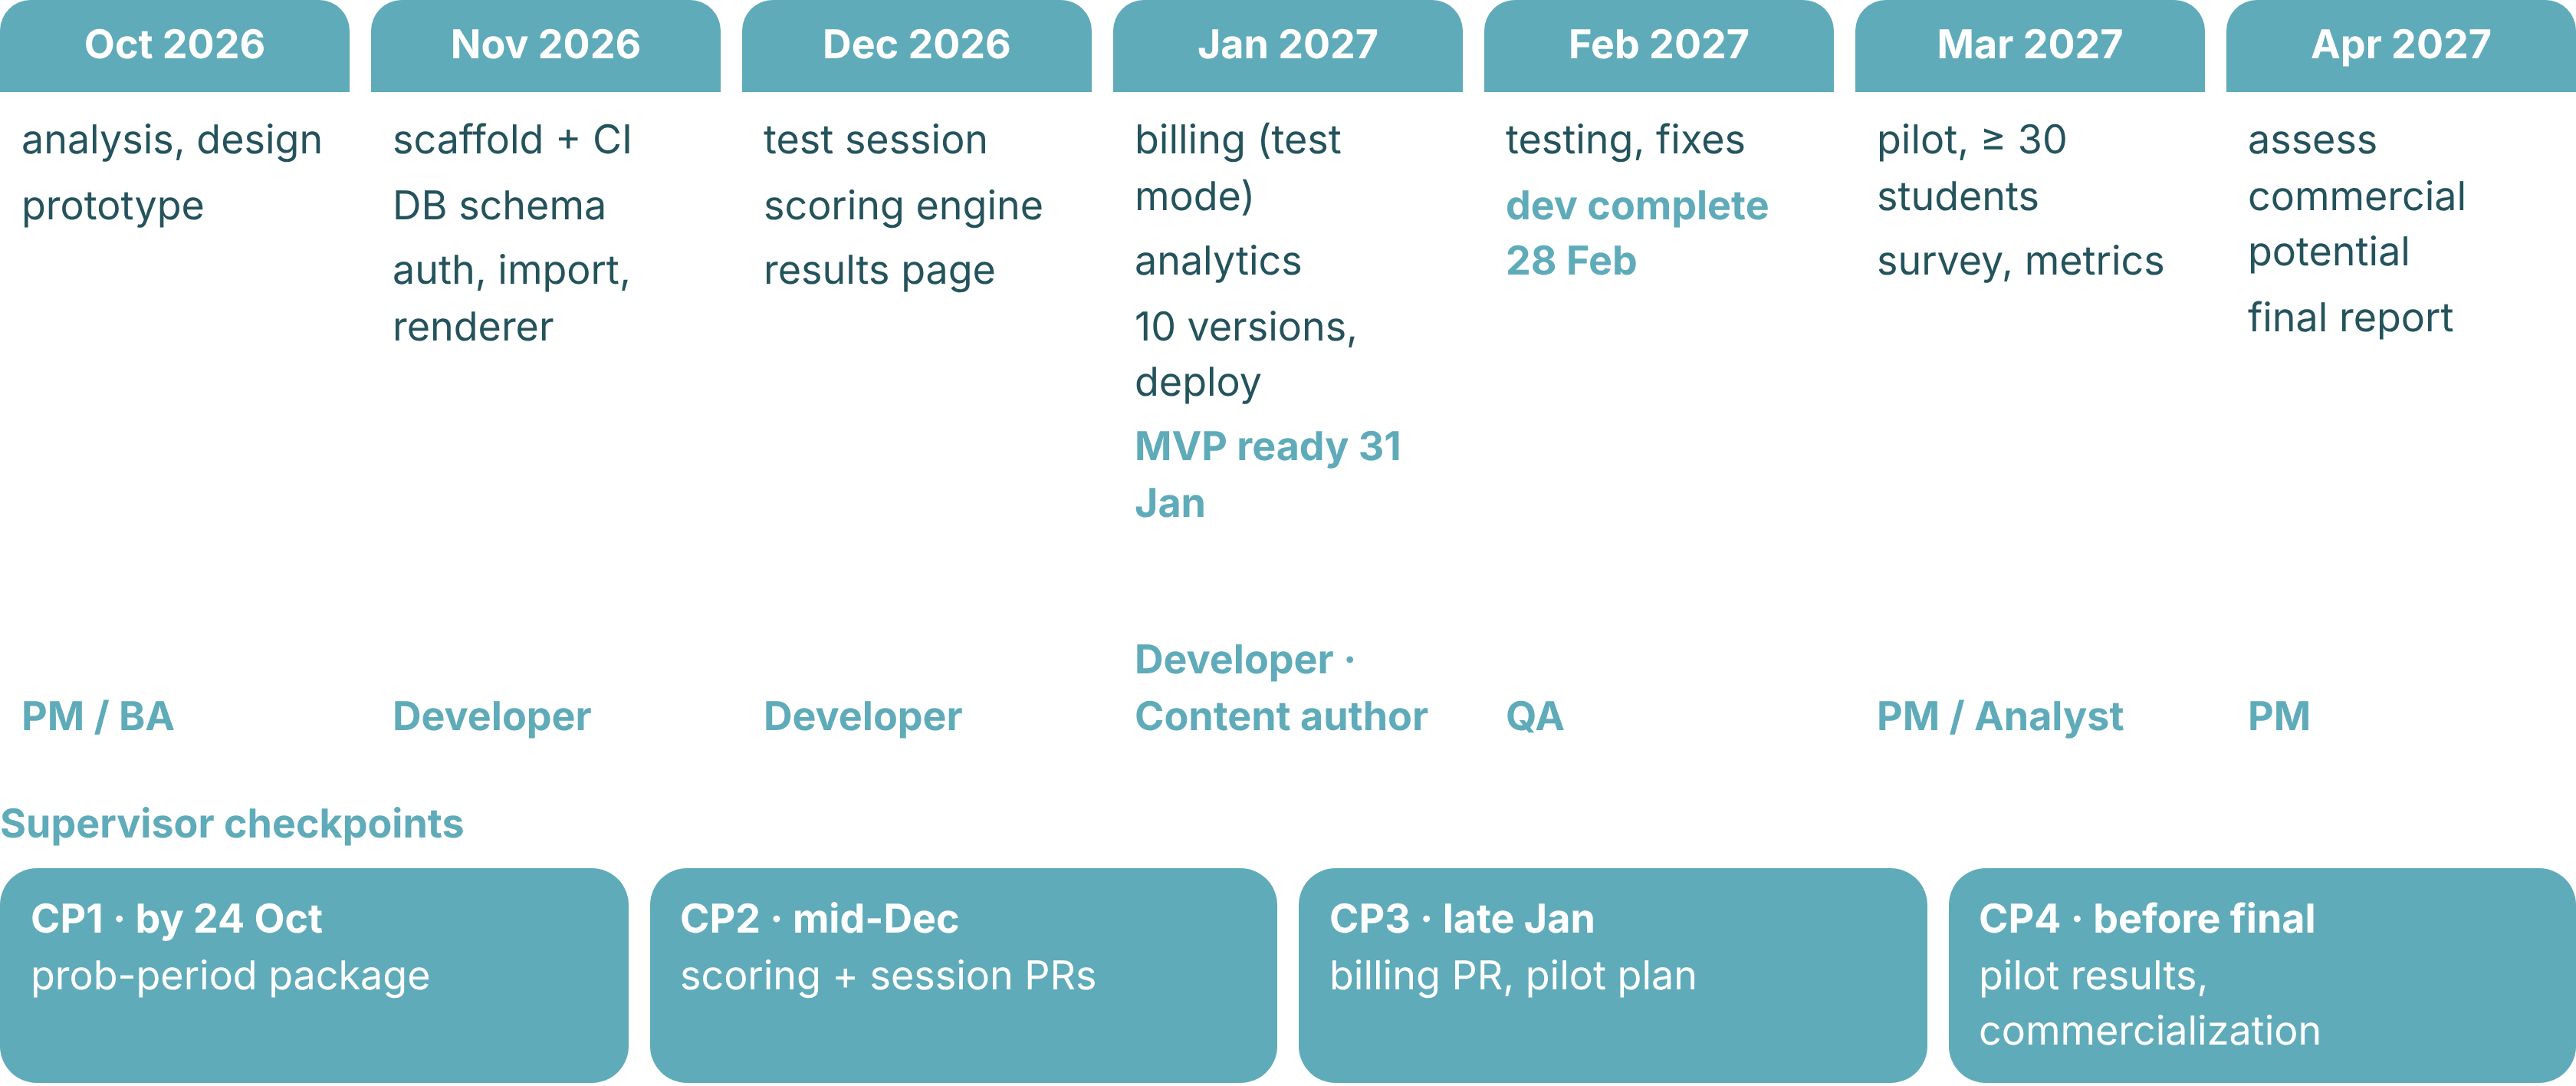 Oct 2026
analysis, design
prototype
PM / BA
Nov 2026
scaffold + CI
DB schema
auth, import,
renderer
Developer
Dec 2026
test session
scoring engine
results page
Developer
Jan 2027
billing (test
mode)
analytics
10 versions,
deploy
MVP ready 31
Jan
Developer ·
Content author
Feb 2027
testing, fixes
dev complete
28 Feb
QA
Mar 2027
pilot, ≥ 30
students
survey, metrics
PM / Analyst
Apr 2027
assess
commercial
potential
final report
PM
Supervisor checkpoints
CP1 · by 24 Oct
prob-period package
CP2 · mid-Dec
scoring + session PRs
CP3 · late Jan
billing PR, pilot plan
CP4 · before final
pilot results,
commercialization